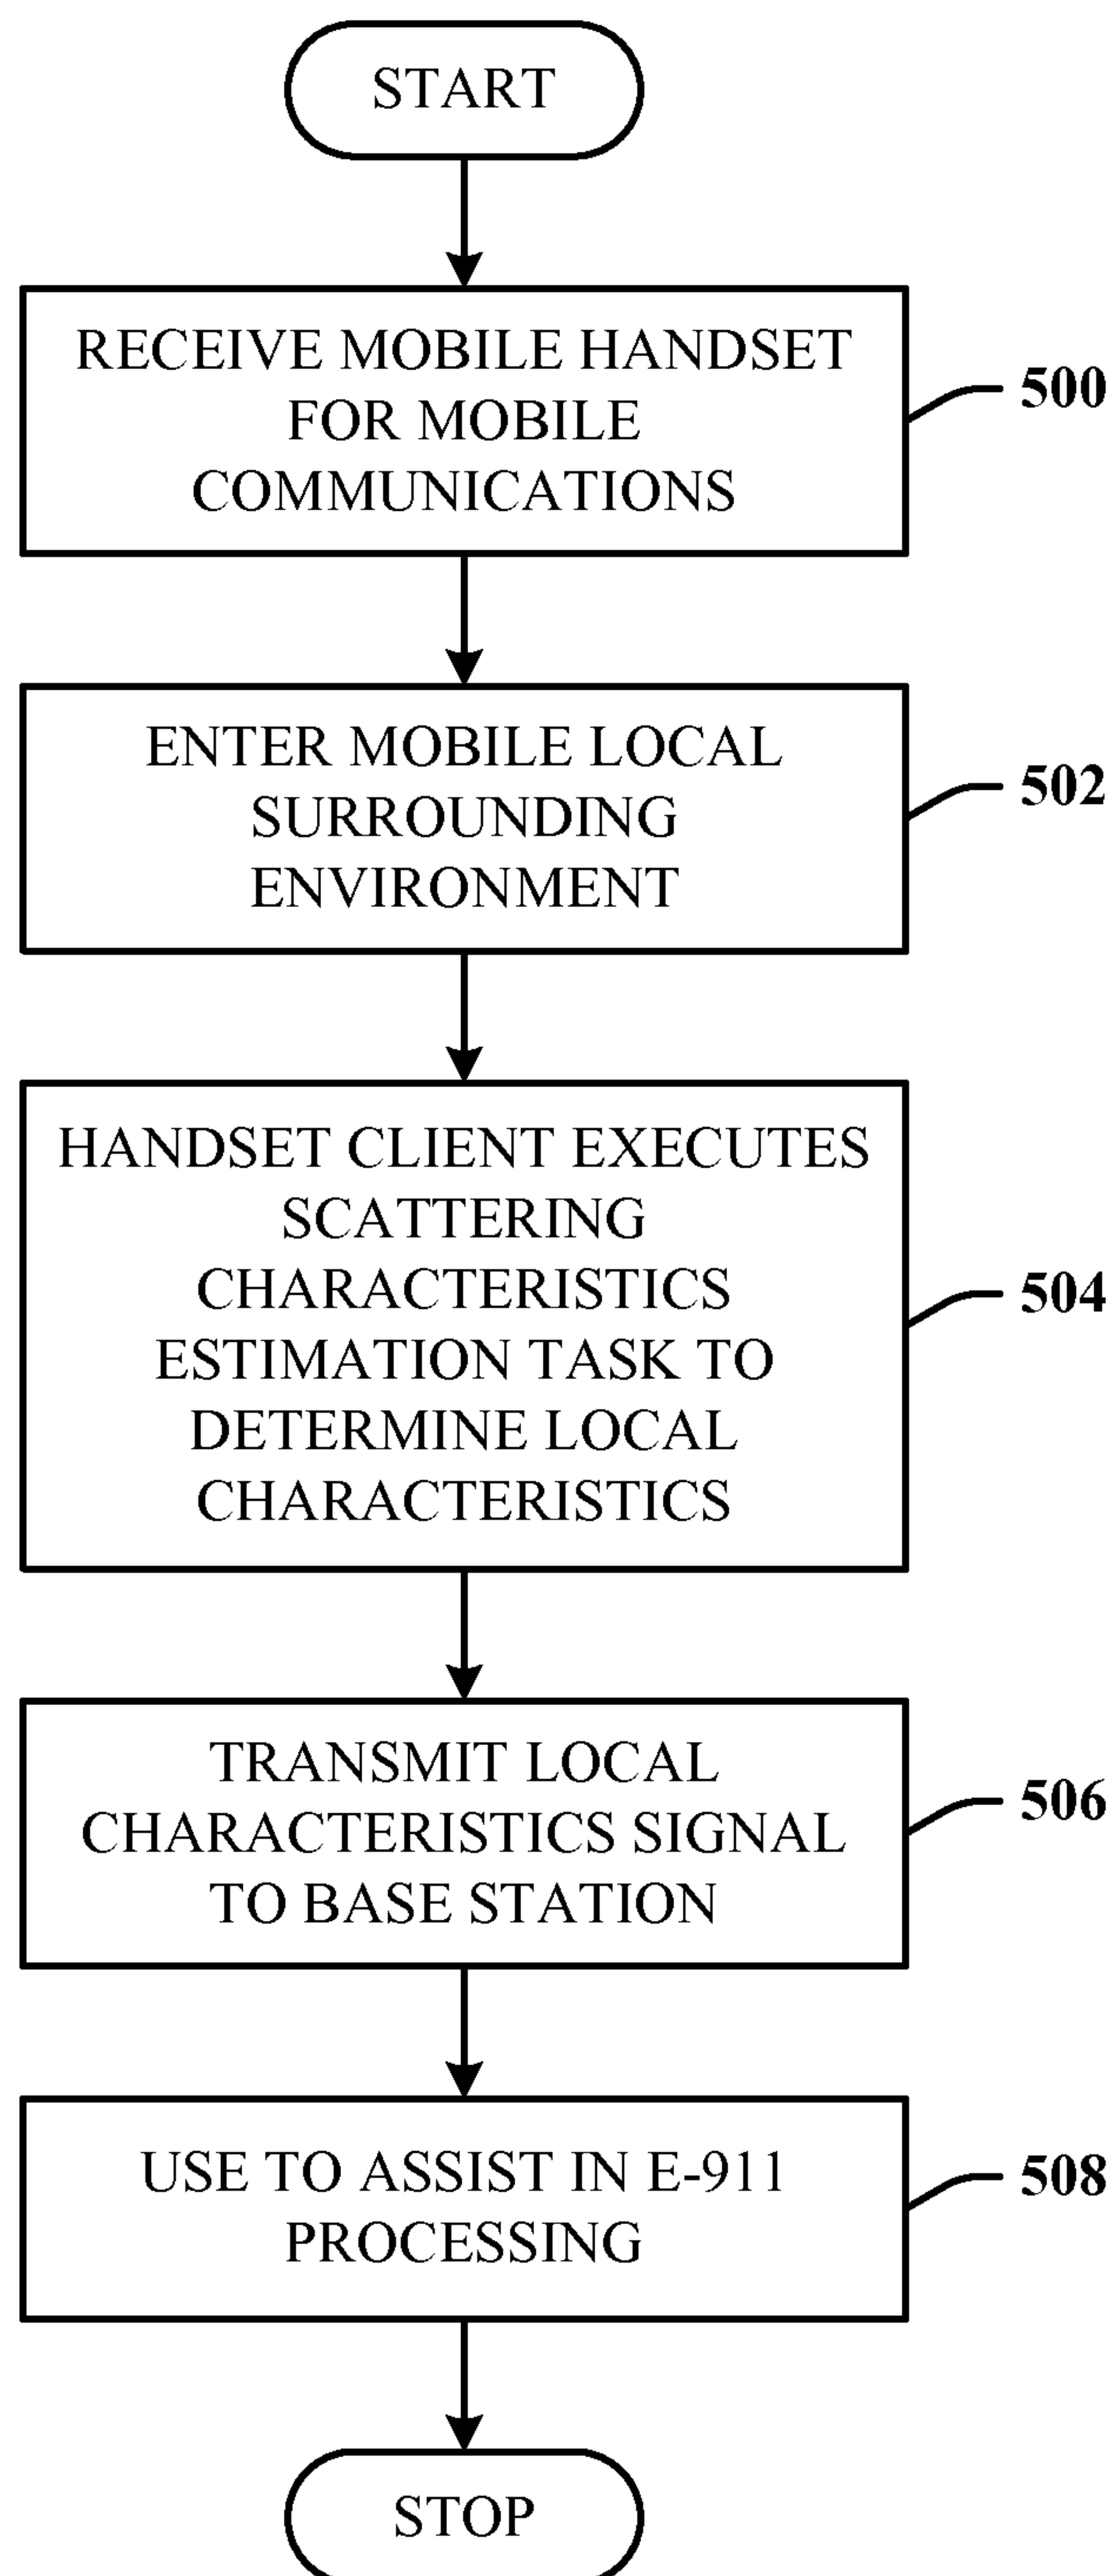 START
RECEIVE MOBILE HANDSET
FOR MOBILE
COMMUNICATIONS
500
ENTER MOBILE LOCAL
SURROUNDING
ENVIRONMENT
502
HANDSET CLIENT EXECUTES
SCATTERING
CHARACTERISTICS
ESTIMATION TASK TO
DETERMINE LOCAL
CHARACTERISTICS
504
TRANSMIT LOCAL
CHARACTERISTICS SIGNAL
TO BASE STATION
506
USE TO ASSIST IN E-911
PROCESSING
508
STOP